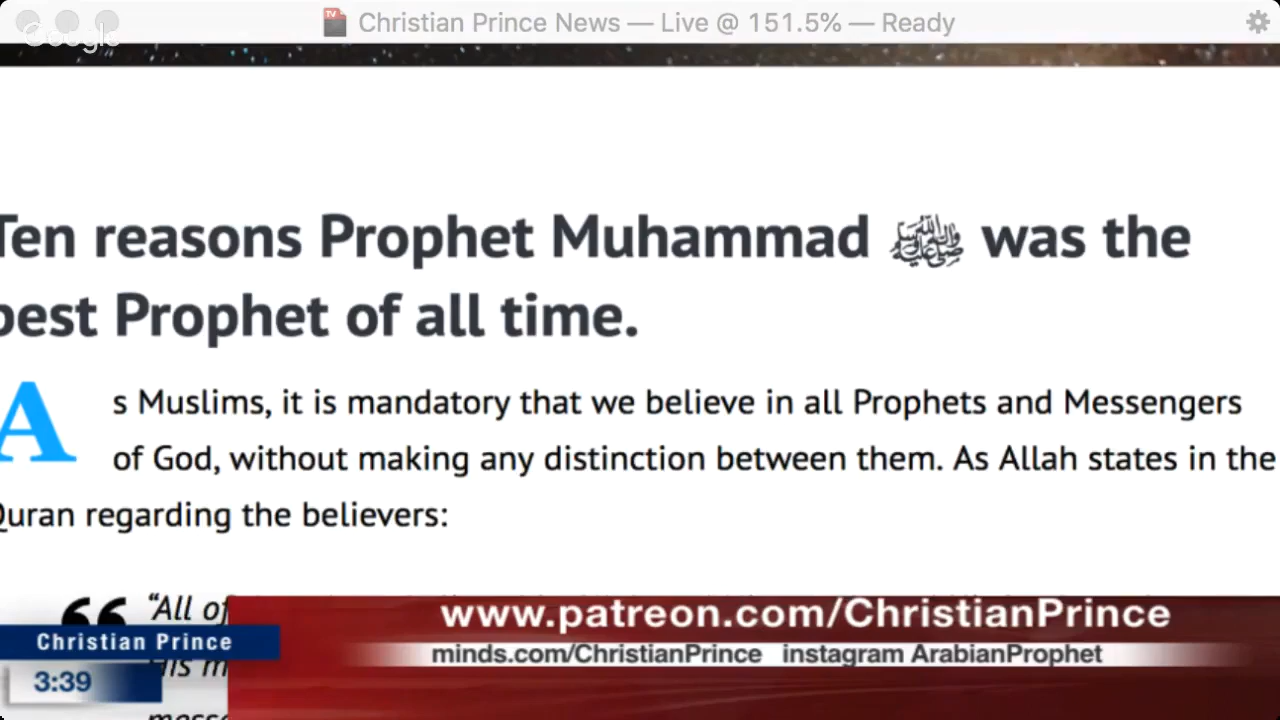 Christian Prince News — Live @ 151.5% — Ready
Google
Ten reasons Prophet Muhammad ﷺ was the
best Prophet of all time.
As Muslims, it is mandatory that we believe in all Prophets and Messengers
of God, without making any distinction between them. As Allah states in the
Quran regarding the believers:
“All of
www.patreon.com/ChristianPrince
Christian Prince
minds.com/ChristianPrince instagram ArabianProphet
3:39